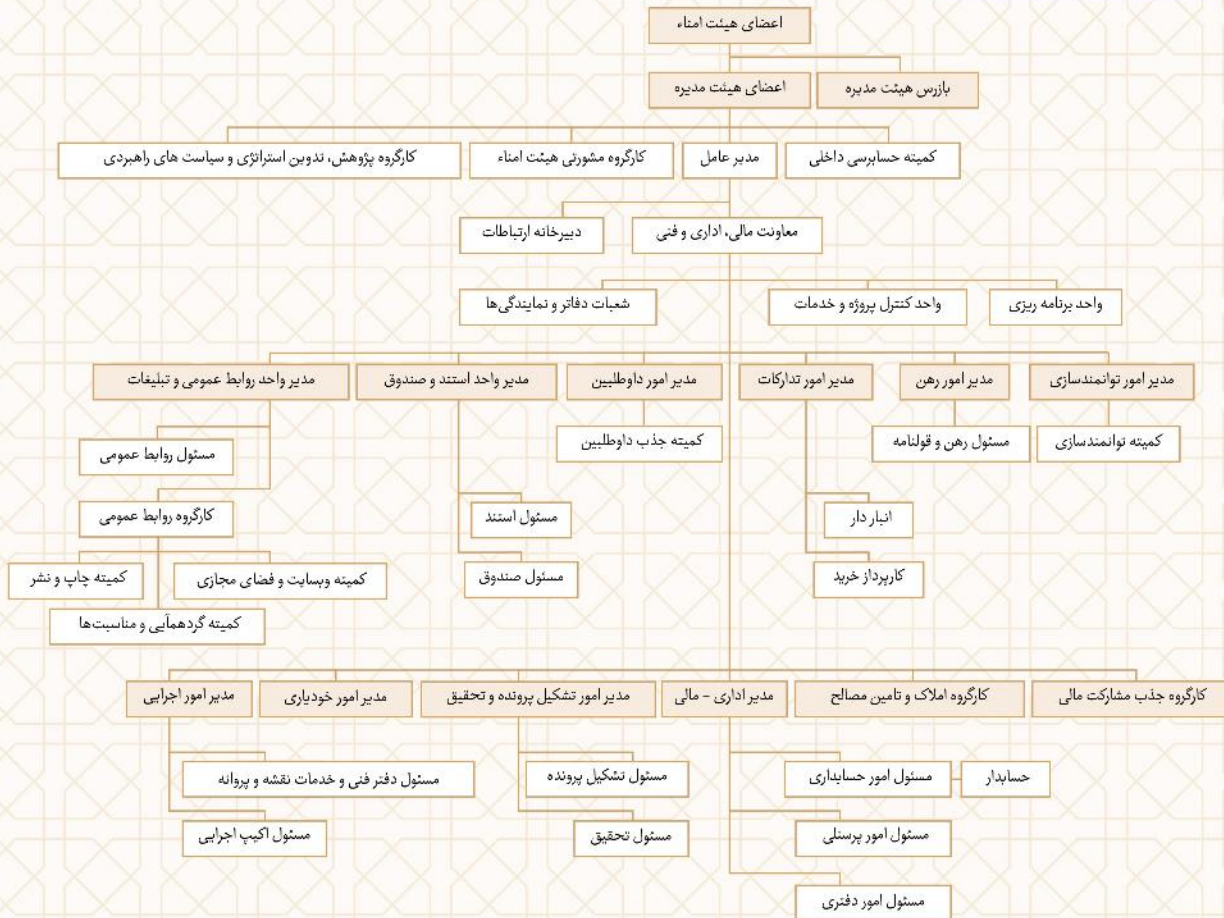 اعضای هیئت امناء
بازرس هیئت مدیره
اعضای هیئت مدیره
کمیته حسابرسی داخلی
مدیر عامل
کارگروه مشورتی هیئت امناء
کارگروه پژوهش، تدوین استراتژی و سیاست های راهبردی
معاونت مالی، اداری و فنی
دبیرخانه ارتباطات
واحد برنامه ریزی
واحد کنترل پروژه و خدمات
شعبات دفاتر و نمایندگی‌ها
مدیر امور توانمندسازی
مدیر امور رهن
مدیر امور تدارکات
مدیر امور داوطلبین
مدیر واحد استند و صندوق
مدیر واحد روابط عمومی و تبلیغات
کمیته توانمندسازی
مسئول رهن و قولنامه
کمیته جذب داوطلبین
مسئول روابط عمومی
انبار دار
مسئول استند
کارگروه روابط عمومی
کارپرداز خرید
مسئول صندوق
کمیته وبسایت و فضای مجازی
کمیته چاپ و نشر
کمیته گردهمآیی و مناسبت‌ها
کارگروه جذب مشارکت مالی
کارگروه املاک و تامین مصالح
مدیر اداری - مالی
مدیر امور تشکیل پرونده و تحقیق
مدیر امور خودیاری
مدیر امور اجرایی
حسابدار
مسئول امور حسابداری
مسئول تشکیل پرونده
مسئول دفتر فنی و خدمات نقشه و پروانه
مسئول امور پرسنلی
مسئول تحقیق
مسئول اکیپ اجرایی
مسئول امور دفتری